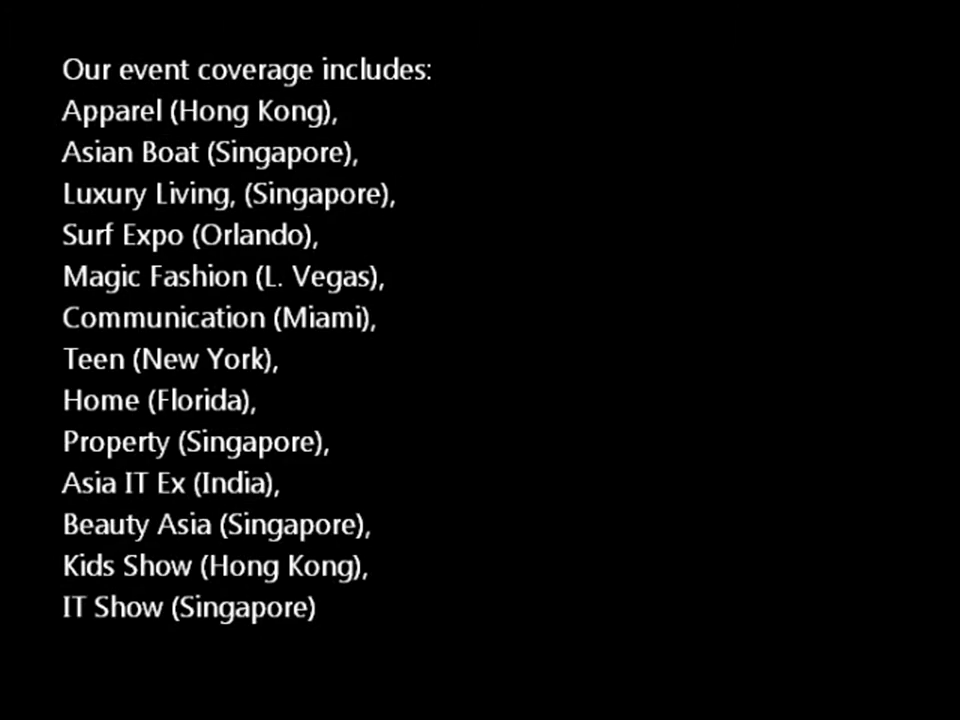 Our event coverage includes:
Apparel (Hong Kong),
Asian Boat (Singapore),
Luxury Living, (Singapore),
Surf Expo (Orlando),
Magic Fashion (L. Vegas),
Communication (Miami),
Teen (New York),
Home (Florida),
Property (Singapore),
Asia IT Ex (India),
Beauty Asia (Singapore),
Kids Show (Hong Kong),
IT Show (Singapore)